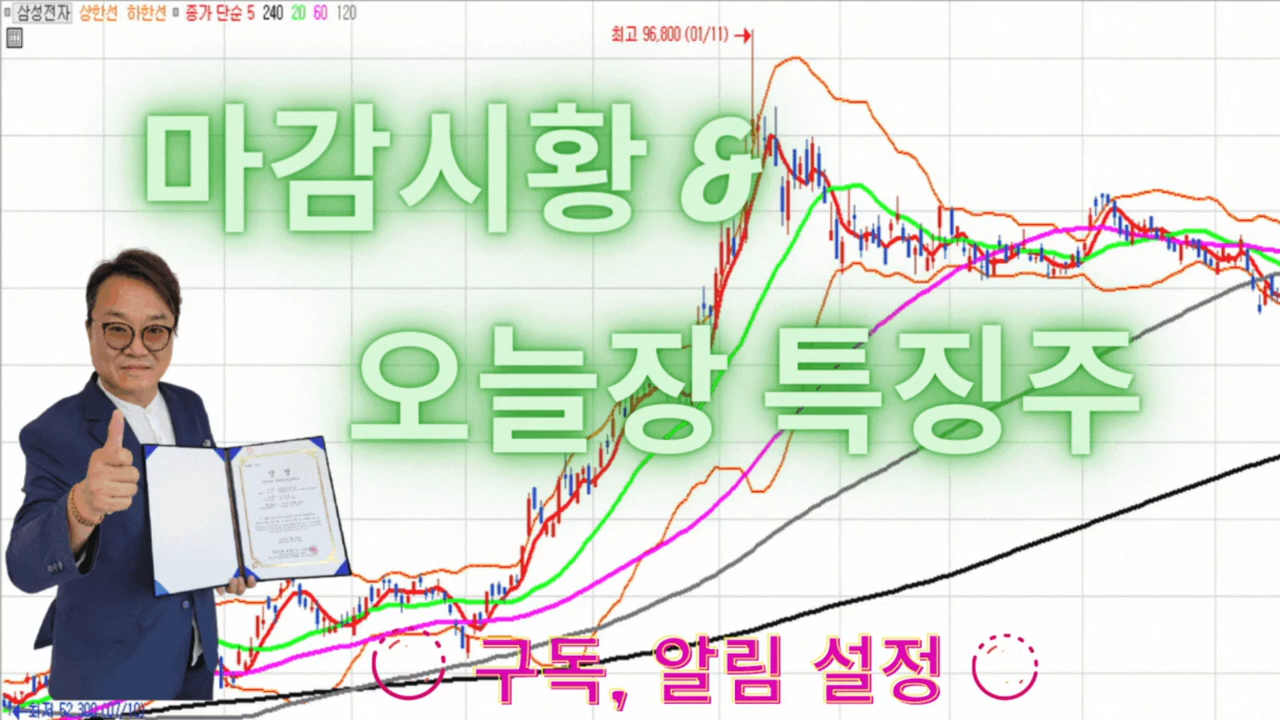 삼성전자 상한선 하한선 종가 단순 5 240 20 60 120
최고 96,800 (01/11)
마감시황 &
오늘장 특징주
상 장
구독, 알림 설정